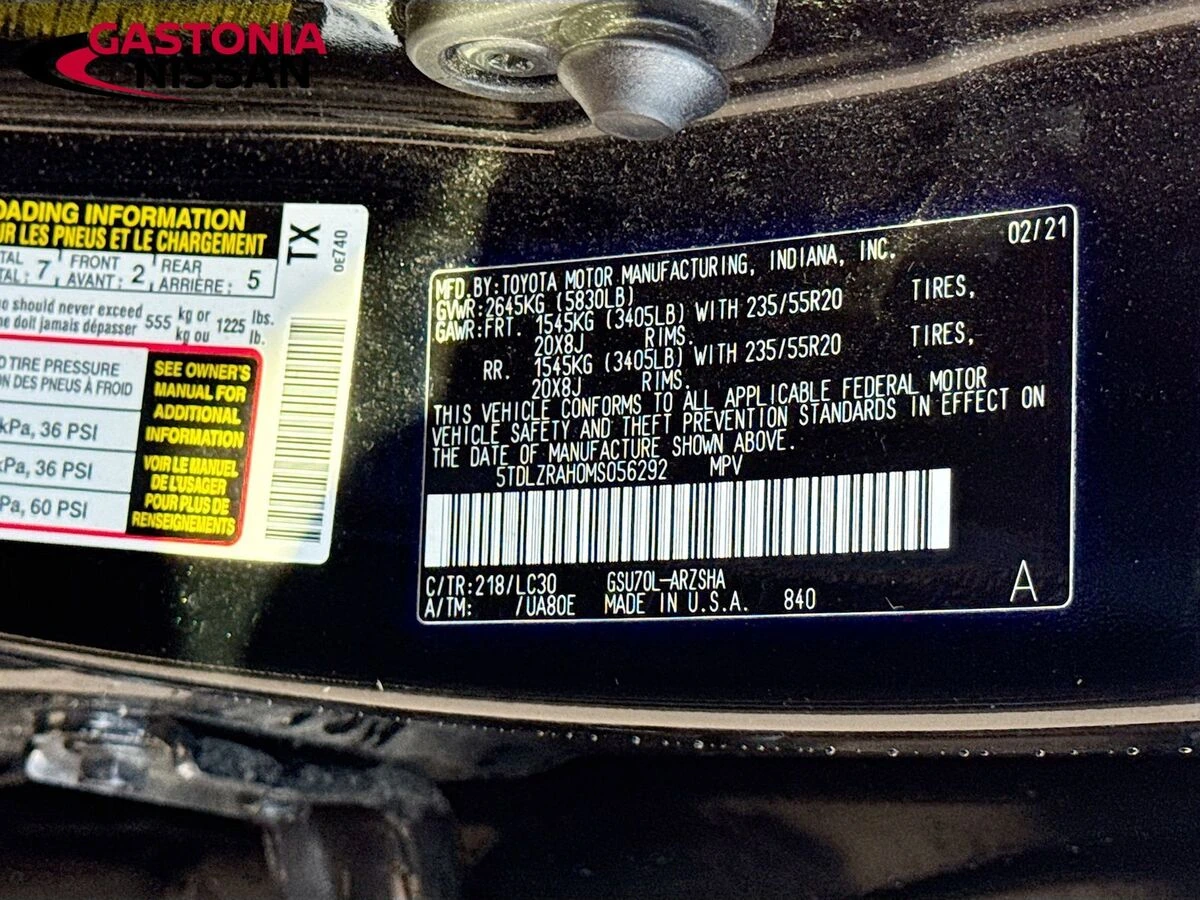 GASTONIA
NISSAN
OADING INFORMATION
UR LES PNEUS ET LE CHARGEMENT
TX
0E740
TAL FRONT REAR
TAL: 7, AVANT: 2, ARRIÈRE: 5
should never exceed 555 kg or 1225 lbs.
ne doit jamais dépasser kg ou lb.
TIRE PRESSURE
ON DES PNEUS À FROID
kPa, 36 PSI
kPa, 36 PSI
Pa, 60 PSI
SEE OWNER'S
MANUAL FOR
ADDITIONAL
INFORMATION
VOIR LE MANUEL
DE L'USAGER
POUR PLUS DE
RENSEIGNEMENTS
MFD. BY: TOYOTA MOTOR MANUFACTURING, INDIANA, INC. 02/21
GVWR: 2645KG (5830LB)
GAWR: FRT. 1545KG (3405LB) WITH 235/55R20 TIRES,
20X8J RIMS.
RR. 1545KG (3405LB) WITH 235/55R20 TIRES,
20X8J RIMS.
THIS VEHICLE CONFORMS TO ALL APPLICABLE FEDERAL MOTOR
VEHICLE SAFETY AND THEFT PREVENTION STANDARDS IN EFFECT ON
THE DATE OF MANUFACTURE SHOWN ABOVE.
5TDLZRAH0MS056292 MPV
C/TR: 218/LC30 GSU70L-ARZSHA
A/TM: /UA80E MADE IN U.S.A. 840 A